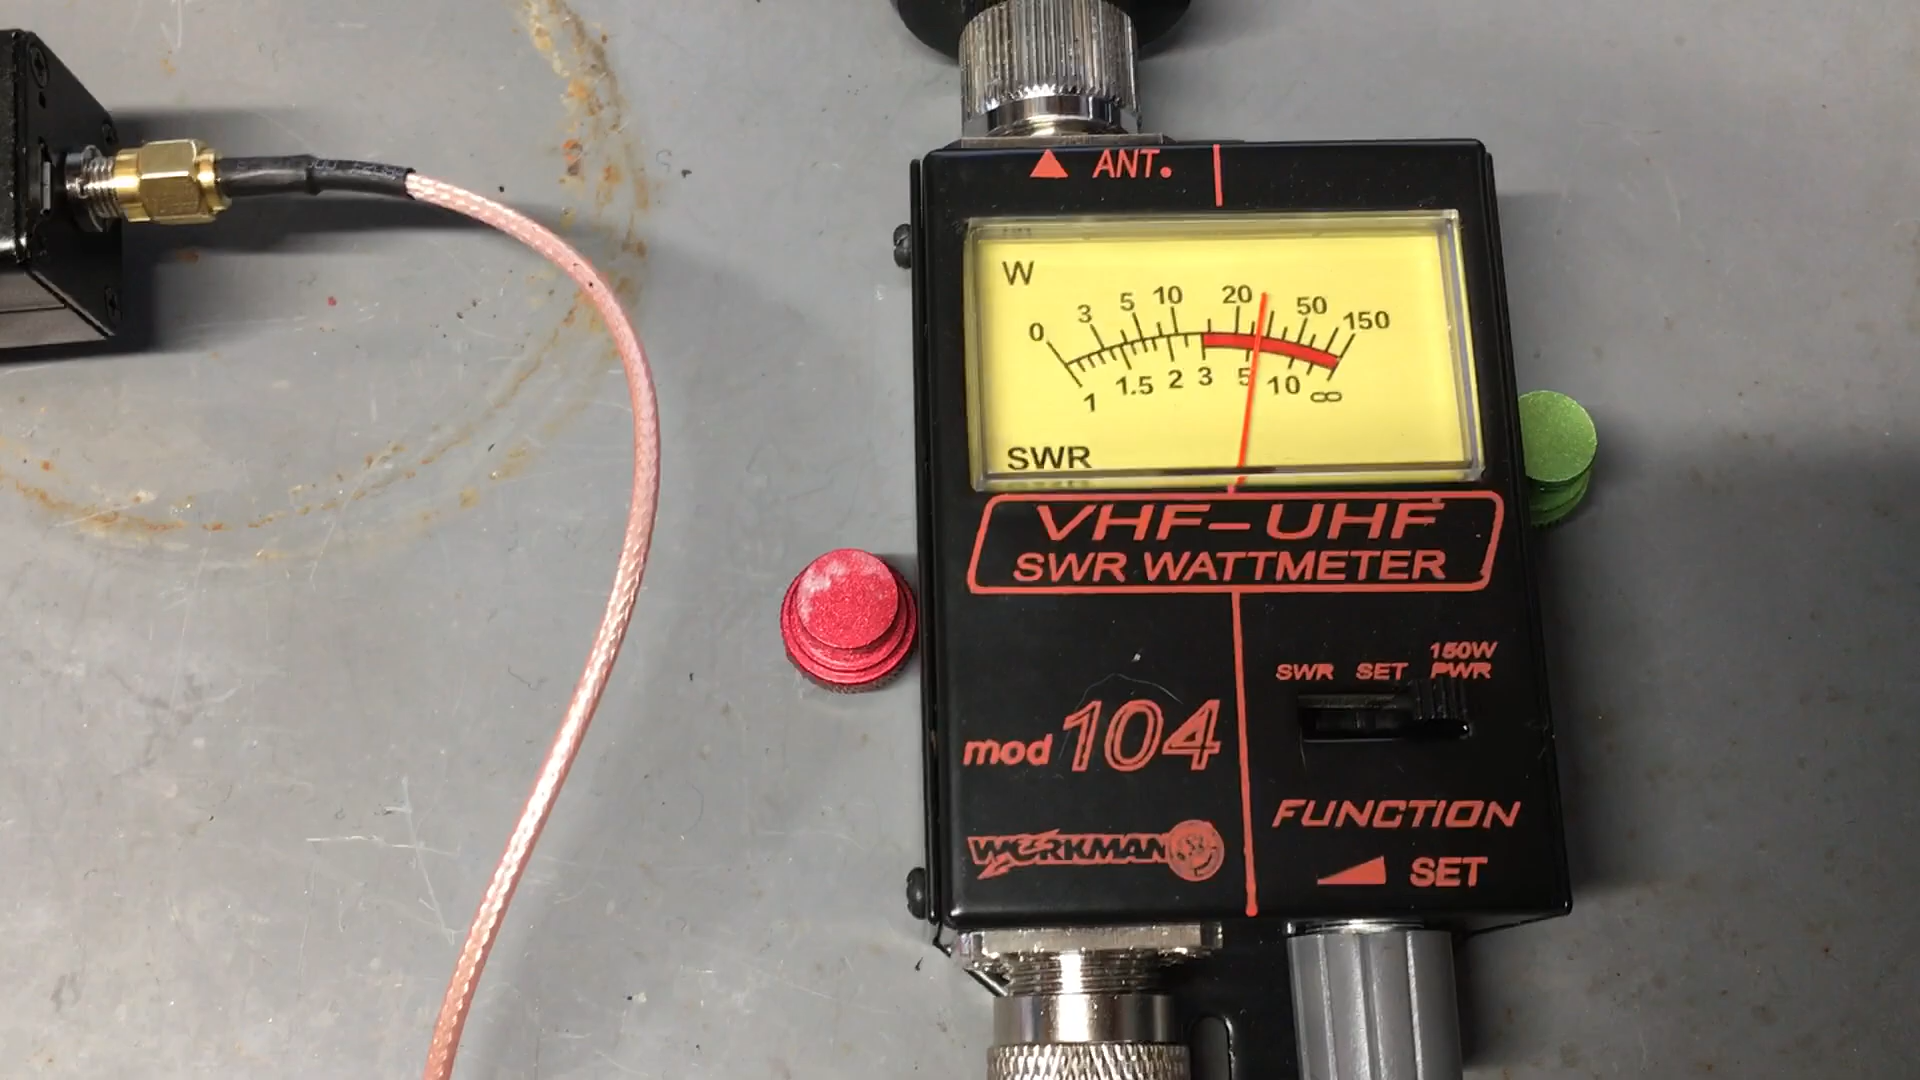 ANT.
W
0 3 5 10 20 50 150
1 1.5 2 3 5 10 ∞
SWR
VHF-UHF
SWR WATTMETER
SWR SET 150W
PWR
mod 104
FUNCTION
WORKMAN
SET